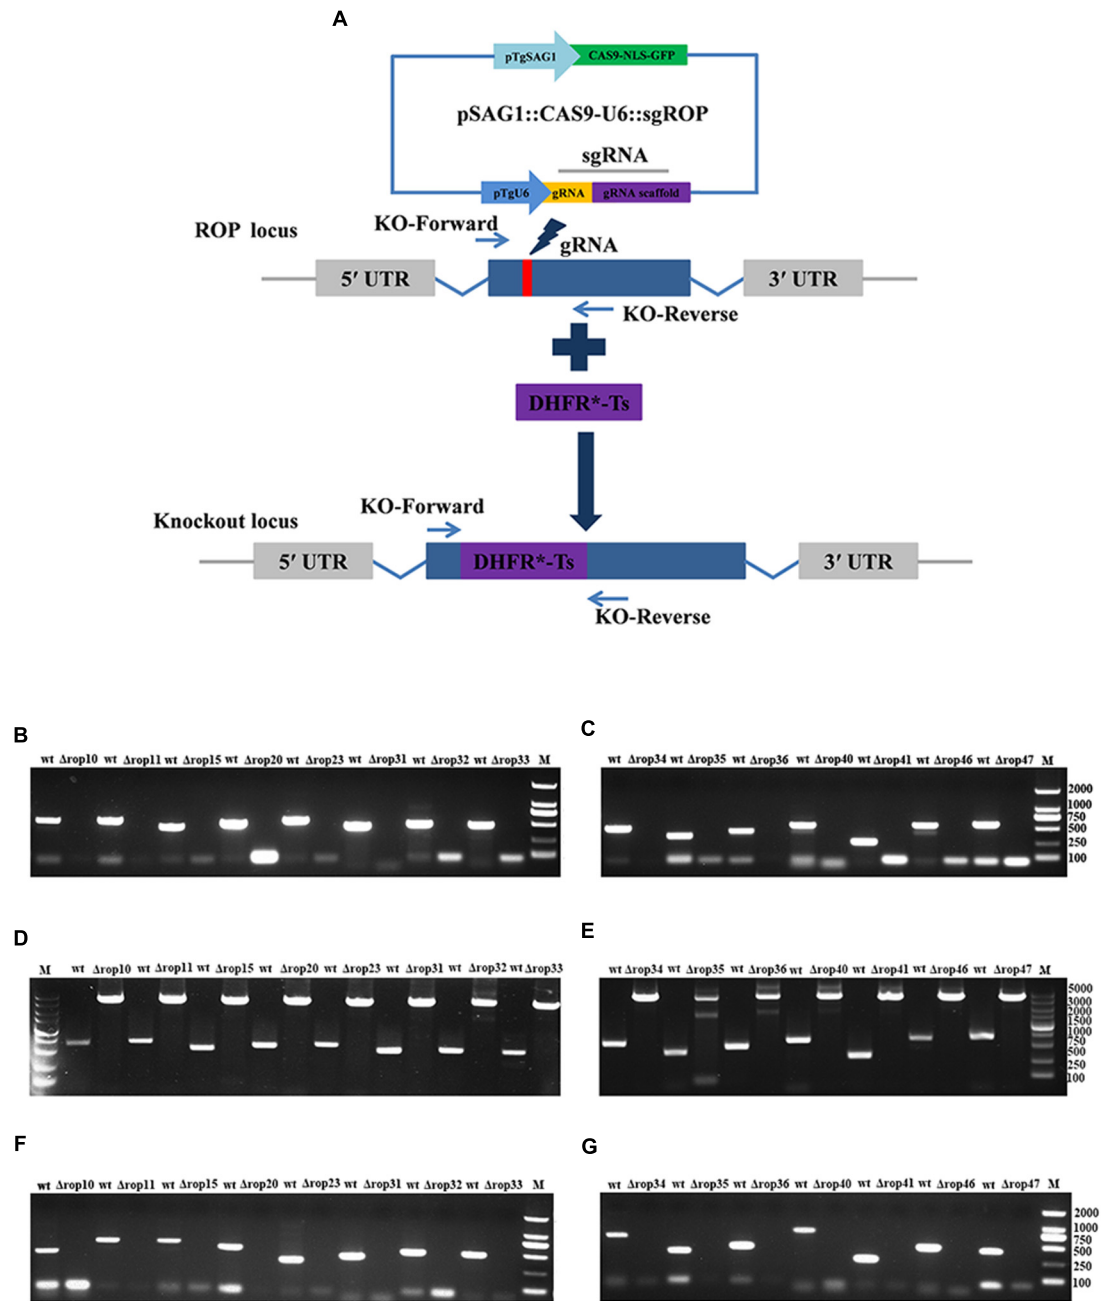 A
pTgSAG1 CAS9-NLS-GFP
pSAG1::CAS9-U6::sgROP
sgRNA
pTgU6 gRNA gRNA scaffold
KO-Forward
ROP locus
gRNA
5′ UTR 3′ UTR
KO-Reverse
DHFR*-Ts
KO-Forward
Knockout locus
5′ UTR DHFR*-Ts 3′ UTR
KO-Reverse
B
wt Δrop10 wt Δrop11 wt Δrop15 wt Δrop20 wt Δrop23 wt Δrop31 wt Δrop32 wt Δrop33 M
C
wt Δrop34 wt Δrop35 wt Δrop36 wt Δrop40 wt Δrop41 wt Δrop46 wt Δrop47 M
2000
1000
750
500
250
100
D
M wt Δrop10 wt Δrop11 wt Δrop15 wt Δrop20 wt Δrop23 wt Δrop31 wt Δrop32 wt Δrop33
E
wt Δrop34 wt Δrop35 wt Δrop36 wt Δrop40 wt Δrop41 wt Δrop46 wt Δrop47 M
5000
3000
2000
1500
1000
750
500
250
100
F
wt Δrop10 wt Δrop11 wt Δrop15 wt Δrop20 wt Δrop23 wt Δrop31 wt Δrop32 wt Δrop33 M
G
wt Δrop34 wt Δrop35 wt Δrop36 wt Δrop40 wt Δrop41 wt Δrop46 wt Δrop47 M
2000
1000
750
500
250
100